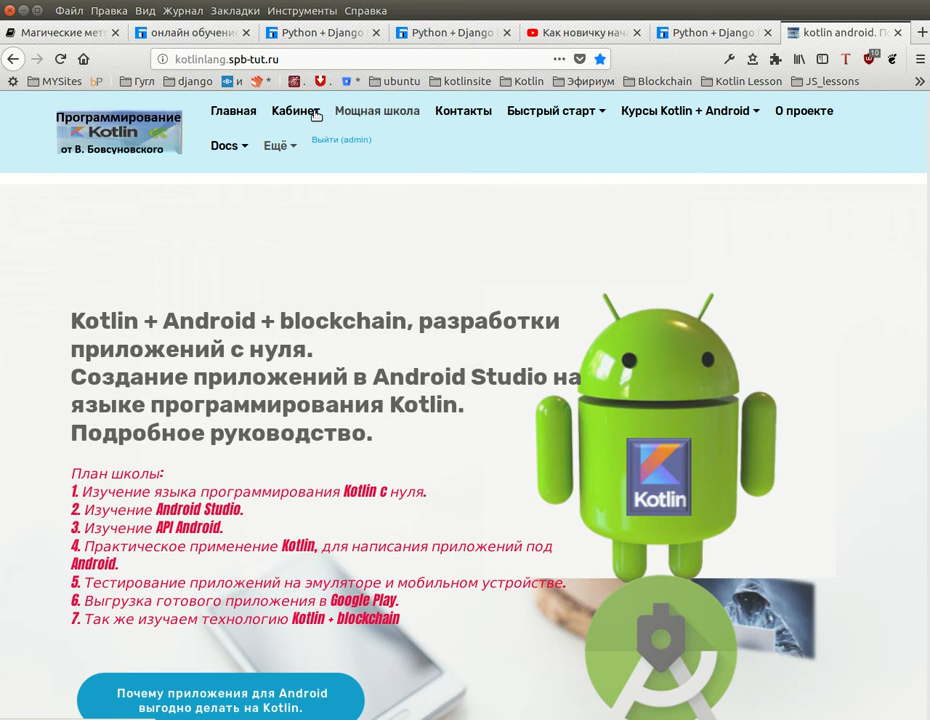 Файл Правка Вид Журнал Закладки Инструменты Справка
Магические мет
онлайн обучени
Python + Django
Python + Django
Как новичку нач
Python + Django
kotlin android. П
kotlinlang.spb-tut.ru
10
MYSites
bP
Гугл
django
и
ubuntu
kotlinsite
Kotlin
Эфириум
Blockchain
Kotlin Lesson
JS_lessons
Программирование
Kotlin
от В. Бовсуновского
Главная Кабинет Мощная школа Контакты Быстрый старт Курсы Kotlin + Android О проекте
Docs Ещё Выйти (admin)
Kotlin + Android + blockchain, разработки
приложений с нуля.
Создание приложений в Android Studio на
языке программирования Kotlin.
Подробное руководство.
План школы:
1. Изучение языка программирования Kotlin с нуля.
2. Изучение Android Studio.
3. Изучение API Android.
4. Практическое применение Kotlin, для написания приложений под
Android.
5. Тестирование приложений на эмуляторе и мобильном устройстве.
6. Выгрузка готового приложения в Google Play.
7. Так же изучаем технологию Kotlin + blockchain
Kotlin
Почему приложения для Android
выгодно делать на Kotlin.